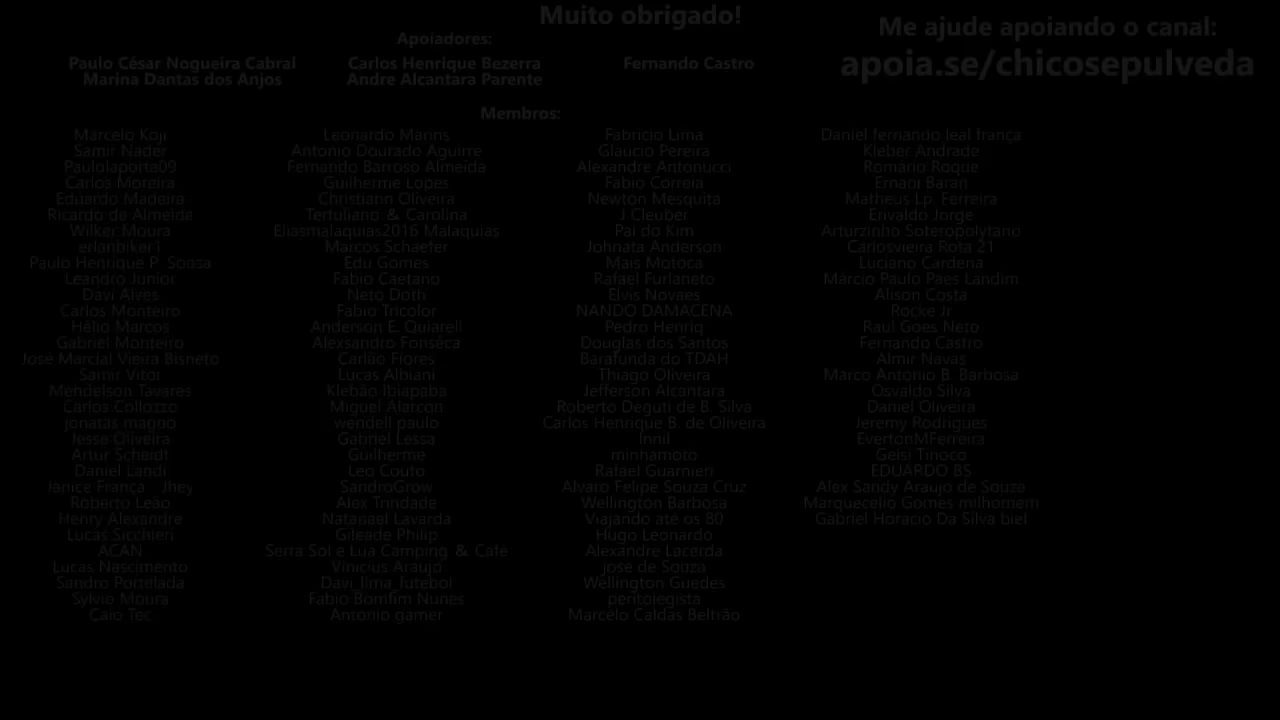 Muito obrigado!
Me ajude apoiando o canal:
apoia.se/chicosepulveda
Apoiadores:
Paulo César Nogueira Cabral
Marina Dantas dos Anjos
Carlos Henrique Bezerra
Andre Alcantara Parente
Fernando Castro
Membros:
Marcelo Koji
Samir Nader
Paulolaporta09
Carlos Moreira
Eduardo Madeira
Ricardo de Almeida
Wilker Moura
erlanbiker1
Paulo Henrique P. Sousa
Leandro Junior
Davi Alves
Carlos Monteiro
Hélio Marcos
Gabriel Monteiro
José Marcial Vieira Bisneto
Samir Vitor
Mendelson Tavares
Carlos Collozzo
jonatas magno
Jesse Oliveira
Artur Scheidt
Daniel Landi
Janice França - Jhey
Roberto Leão
Henry Alexandre
Lucas Sicchieri
ACAN
Lucas Nascimento
Sandro Portelada
Sylvio Moura
Caio Tec
Leonardo Marins
Antonio Dourado Aguirre
Fernando Barroso Almeida
Guilherme Lopes
Christiann Oliveira
Tertuliano & Carolina
Eliasmalaquias2016 Malaquias
Marcos Schaefer
Edu Gomes
Fabio Caetano
Neto Doth
Fabio Tricolor
Anderson E. Quiarell
Alexsandro Fonsêca
Carlão Fiores
Lucas Albiani
Klebão Ibiapaba
Miguel Alarcon
wendell paulo
Gabriel Lessa
Guilherme
Leo Couto
SandroGrow
Alex Trindade
Natanael Lavarda
Gileade Philip
Serra Sol e Lua Camping & Café
Vinicius Araujo
Davi_lima_futebol
Fabio Bomfim Nunes
Antonio gamer
Fabricio Lima
Glaucio Pereira
Alexandre Antonucci
Fábio Correia
Newton Mesquita
J Cleuber
Pai do Kim
Johnata Anderson
Mais Motoca
Rafael Furlaneto
Elvis Novaes
NANDO DAMACENA
Pedro Henriq
Douglas dos Santos
Barafunda do TDAH
Thiago Oliveira
Jefferson Alcantara
Roberto Deguti de B. Silva
Carlos Henrique B. de Oliveira
Innil
minhamoto
Rafael Guarnieri
Alvaro Felipe Souza Cruz
Wellington Barbosa
Viajando até os 80
Hugo Leonardo
Alexandre Lacerda
jose de Souza
Wellington Guedes
peritolegista
Marcelo Caldas Beltrão
Daniel fernando leal frança
Kleber Andrade
Romário Roque
Ernani Baran
Matheus Lp. Ferreira
Erivaldo Jorge
Arturzinho Soteropolytano
Carlosvieira Rota 21
Luciano Cardena
Márcio Paulo Paes Landim
Alison Costa
Rocke Jr
Raul Goes Neto
Fernando Castro
Almir Navas
Marco Antonio B. Barbosa
Osvaldo Silva
Daniel Oliveira
Jeremy Rodrigues
EvertonMFerreira
Geisi Tinoco
EDUARDO BS
Alex Sandy Araujo de Souza
Marquecelio Gomes milhomem
Gabriel Horacio Da Silva biel